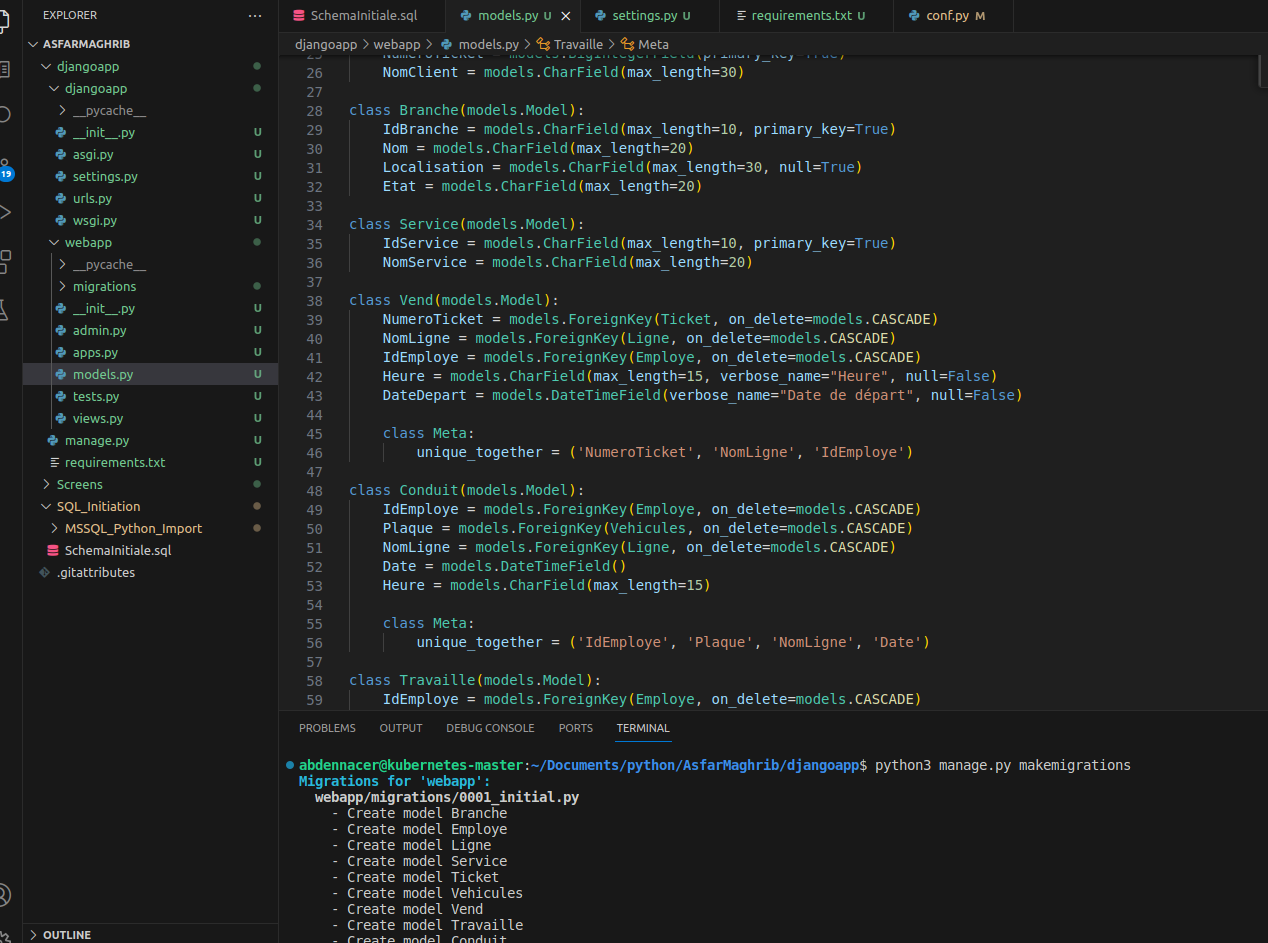 EXPLORER
...
ASFARMAGHRIB
djangoapp
djangoapp
__pycache__
__init__.py U
asgi.py U
settings.py U
urls.py U
wsgi.py U
webapp
__pycache__
migrations
__init__.py U
admin.py U
apps.py U
models.py U
tests.py U
views.py U
manage.py U
requirements.txt U
Screens
SQL_Initiation
MSSQL_Python_Import
SchemaInitiale.sql
.gitattributes
OUTLINE
19
SchemaInitiale.sql
models.py U
settings.py U
requirements.txt U
conf.py M
djangoapp > webapp > models.py > Travaille > Meta
25 NumeroTicket = models.BigIntegerField(primary_key=True)
26 NomClient = models.CharField(max_length=30)
27
28 class Branche(models.Model):
29 IdBranche = models.CharField(max_length=10, primary_key=True)
30 Nom = models.CharField(max_length=20)
31 Localisation = models.CharField(max_length=30, null=True)
32 Etat = models.CharField(max_length=20)
33
34 class Service(models.Model):
35 IdService = models.CharField(max_length=10, primary_key=True)
36 NomService = models.CharField(max_length=20)
37
38 class Vend(models.Model):
39 NumeroTicket = models.ForeignKey(Ticket, on_delete=models.CASCADE)
40 NomLigne = models.ForeignKey(Ligne, on_delete=models.CASCADE)
41 IdEmploye = models.ForeignKey(Employe, on_delete=models.CASCADE)
42 Heure = models.CharField(max_length=15, verbose_name="Heure", null=False)
43 DateDepart = models.DateTimeField(verbose_name="Date de départ", null=False)
44
45 class Meta:
46 unique_together = ('NumeroTicket', 'NomLigne', 'IdEmploye')
47
48 class Conduit(models.Model):
49 IdEmploye = models.ForeignKey(Employe, on_delete=models.CASCADE)
50 Plaque = models.ForeignKey(Vehicules, on_delete=models.CASCADE)
51 NomLigne = models.ForeignKey(Ligne, on_delete=models.CASCADE)
52 Date = models.DateTimeField()
53 Heure = models.CharField(max_length=15)
54
55 class Meta:
56 unique_together = ('IdEmploye', 'Plaque', 'NomLigne', 'Date')
57
58 class Travaille(models.Model):
59 IdEmploye = models.ForeignKey(Employe, on_delete=models.CASCADE)
PROBLEMS OUTPUT DEBUG CONSOLE PORTS TERMINAL
abdennacer@kubernetes-master:~/Documents/python/AsfarMaghrib/djangoapp$ python3 manage.py makemigrations
Migrations for 'webapp':
webapp/migrations/0001_initial.py
- Create model Branche
- Create model Employe
- Create model Ligne
- Create model Service
- Create model Ticket
- Create model Vehicules
- Create model Vend
- Create model Travaille
- Create model Conduit